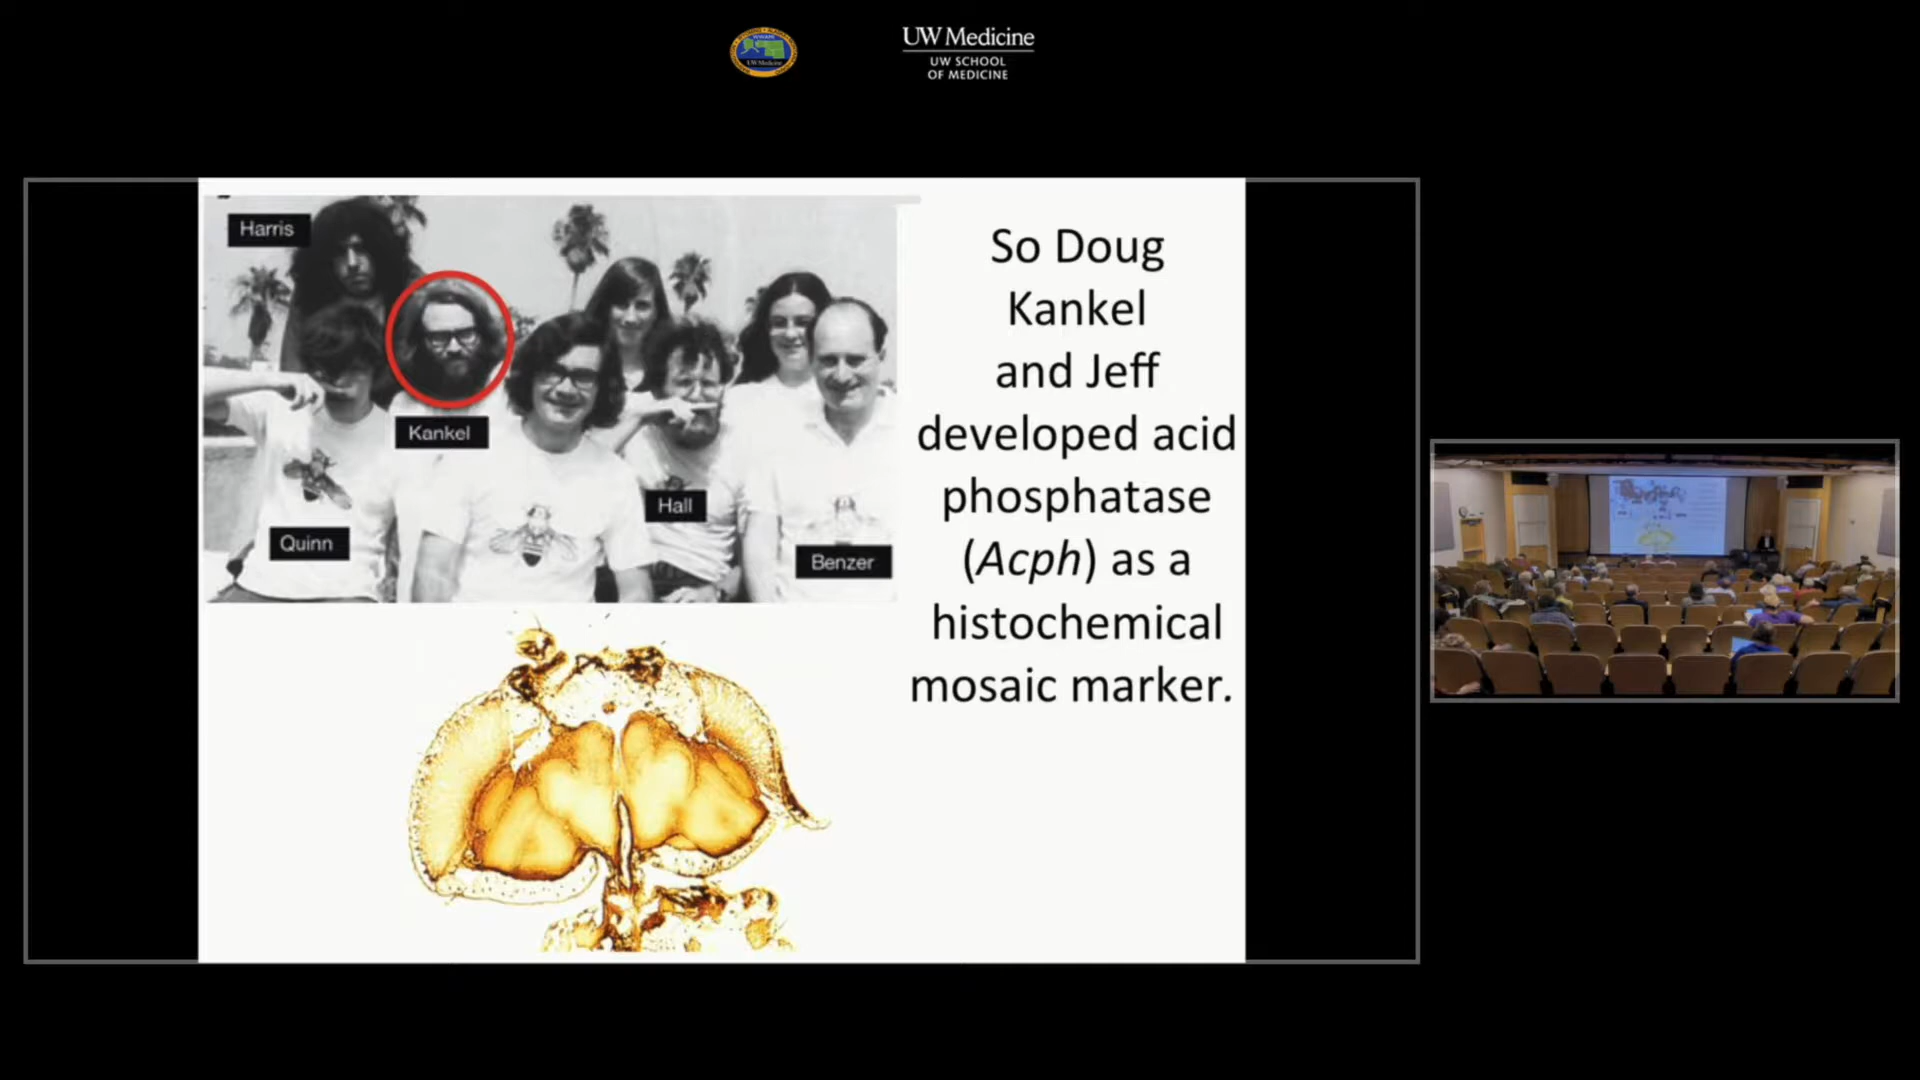 UW Medicine
UW SCHOOL
OF MEDICINE
Harris
Kankel
Quinn
Hall
Benzer
So Doug
Kankel
and Jeff
developed acid
phosphatase
(Acph) as a
histochemical
mosaic marker.